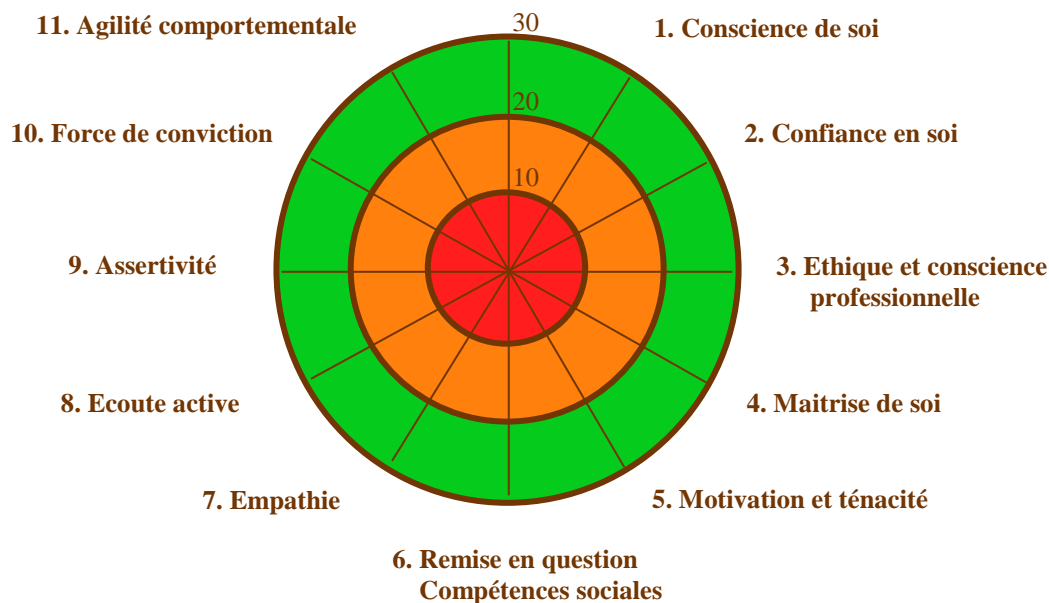 11. Agilité comportementale
30
1. Conscience de soi
10. Force de conviction
20
2. Confiance en soi
10
9. Assertivité
3. Ethique et conscience
professionnelle
8. Ecoute active
4. Maitrise de soi
7. Empathie
5. Motivation et ténacité
6. Remise en question
Compétences sociales